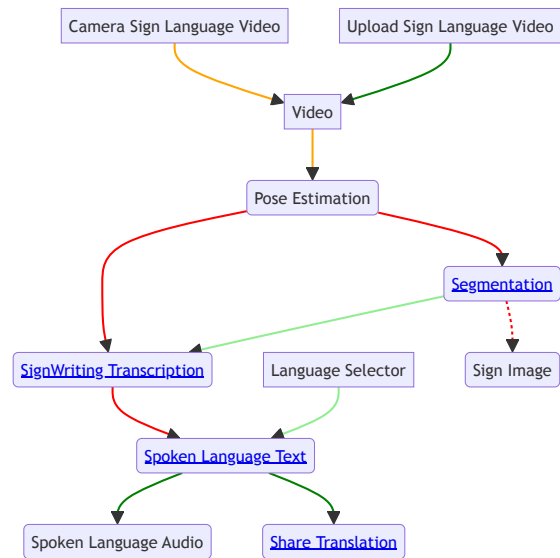 Camera Sign Language Video
Upload Sign Language Video
Video
Pose Estimation
Segmentation
SignWriting Transcription
Language Selector
Sign Image
Spoken Language Text
Spoken Language Audio
Share Translation